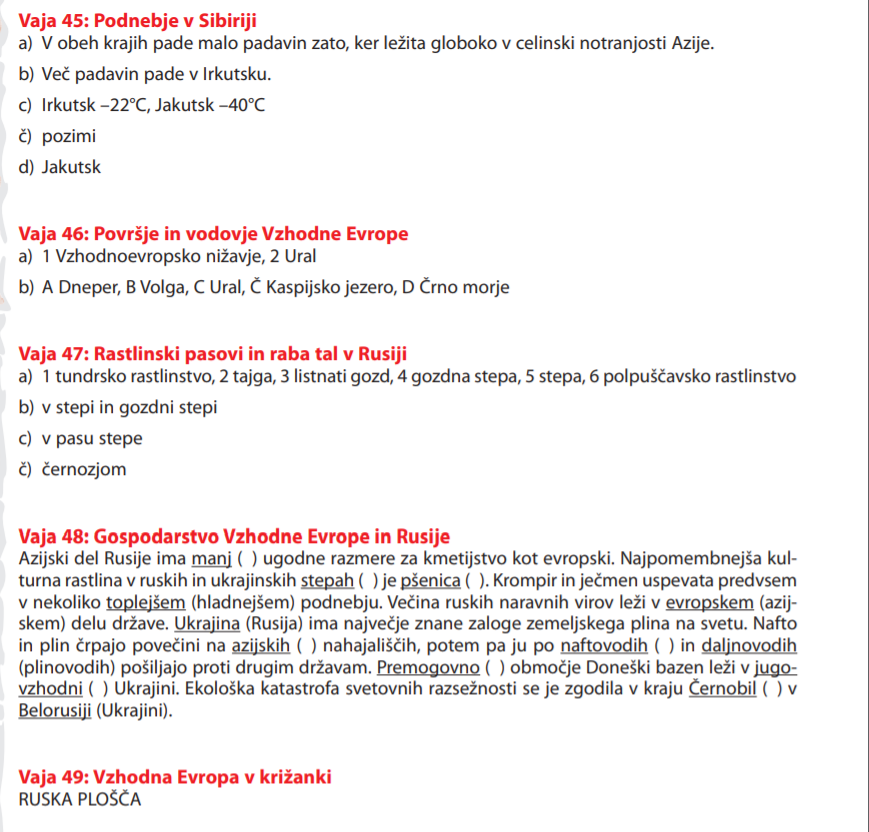 Vaja 45: Podnebje v Sibiriji
a) V obeh krajih pade malo padavin zato, ker ležita globoko v celinski notranjosti Azije.
b) Več padavin pade v Irkutsku.
c) Irkutsk –22°C, Jakutsk –40°C
č) pozimi
d) Jakutsk
Vaja 46: Površje in vodovje Vzhodne Evrope
a) 1 Vzhodnoevropsko nižavje, 2 Ural
b) A Dneper, B Volga, C Ural, Č Kaspijsko jezero, D Črno morje
Vaja 47: Rastlinski pasovi in raba tal v Rusiji
a) 1 tundrsko rastlinstvo, 2 tajga, 3 listnati gozd, 4 gozdna stepa, 5 stepa, 6 polpuščavsko rastlinstvo
b) v stepi in gozdni stepi
c) v pasu stepe
č) černozjom
Vaja 48: Gospodarstvo Vzhodne Evrope in Rusije
Azijski del Rusije ima manj ( ) ugodne razmere za kmetijstvo kot evropski. Najpomembnejša kul-
turna rastlina v ruskih in ukrajinskih stepah ( ) je pšenica ( ). Krompir in ječmen uspevata predvsem
v nekoliko toplejšem (hladnejšem) podnebju. Večina ruskih naravnih virov leži v evropskem (azij-
skem) delu države. Ukrajina (Rusija) ima največje znane zaloge zemeljskega plina na svetu. Nafto
in plin črpajo povečini na azijskih ( ) nahajališčih, potem pa ju po naftovodih ( ) in daljnovodih
(plinovodih) pošiljajo proti drugim državam. Premogovno ( ) območje Doneški bazen leži v jugo-
vzhodni ( ) Ukrajini. Ekološka katastrofa svetovnih razsežnosti se je zgodila v kraju Černobil ( ) v
Belorusiji (Ukrajini).
Vaja 49: Vzhodna Evropa v križanki
RUSKA PLOŠČA